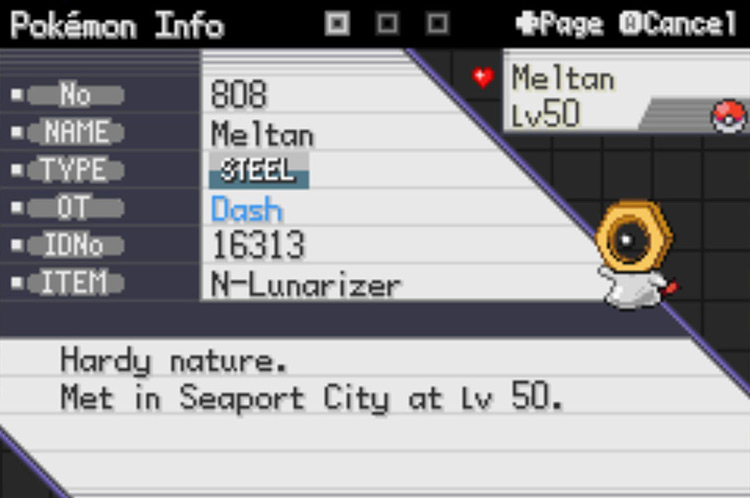 Pokémon Info
Page Cancel
Meltan
Lv50
No 808
NAME Meltan
TYPE STEEL
OT Dash
IDNo 16313
ITEM N-Lunarizer
Hardy nature.
Met in Seaport City at Lv 50.